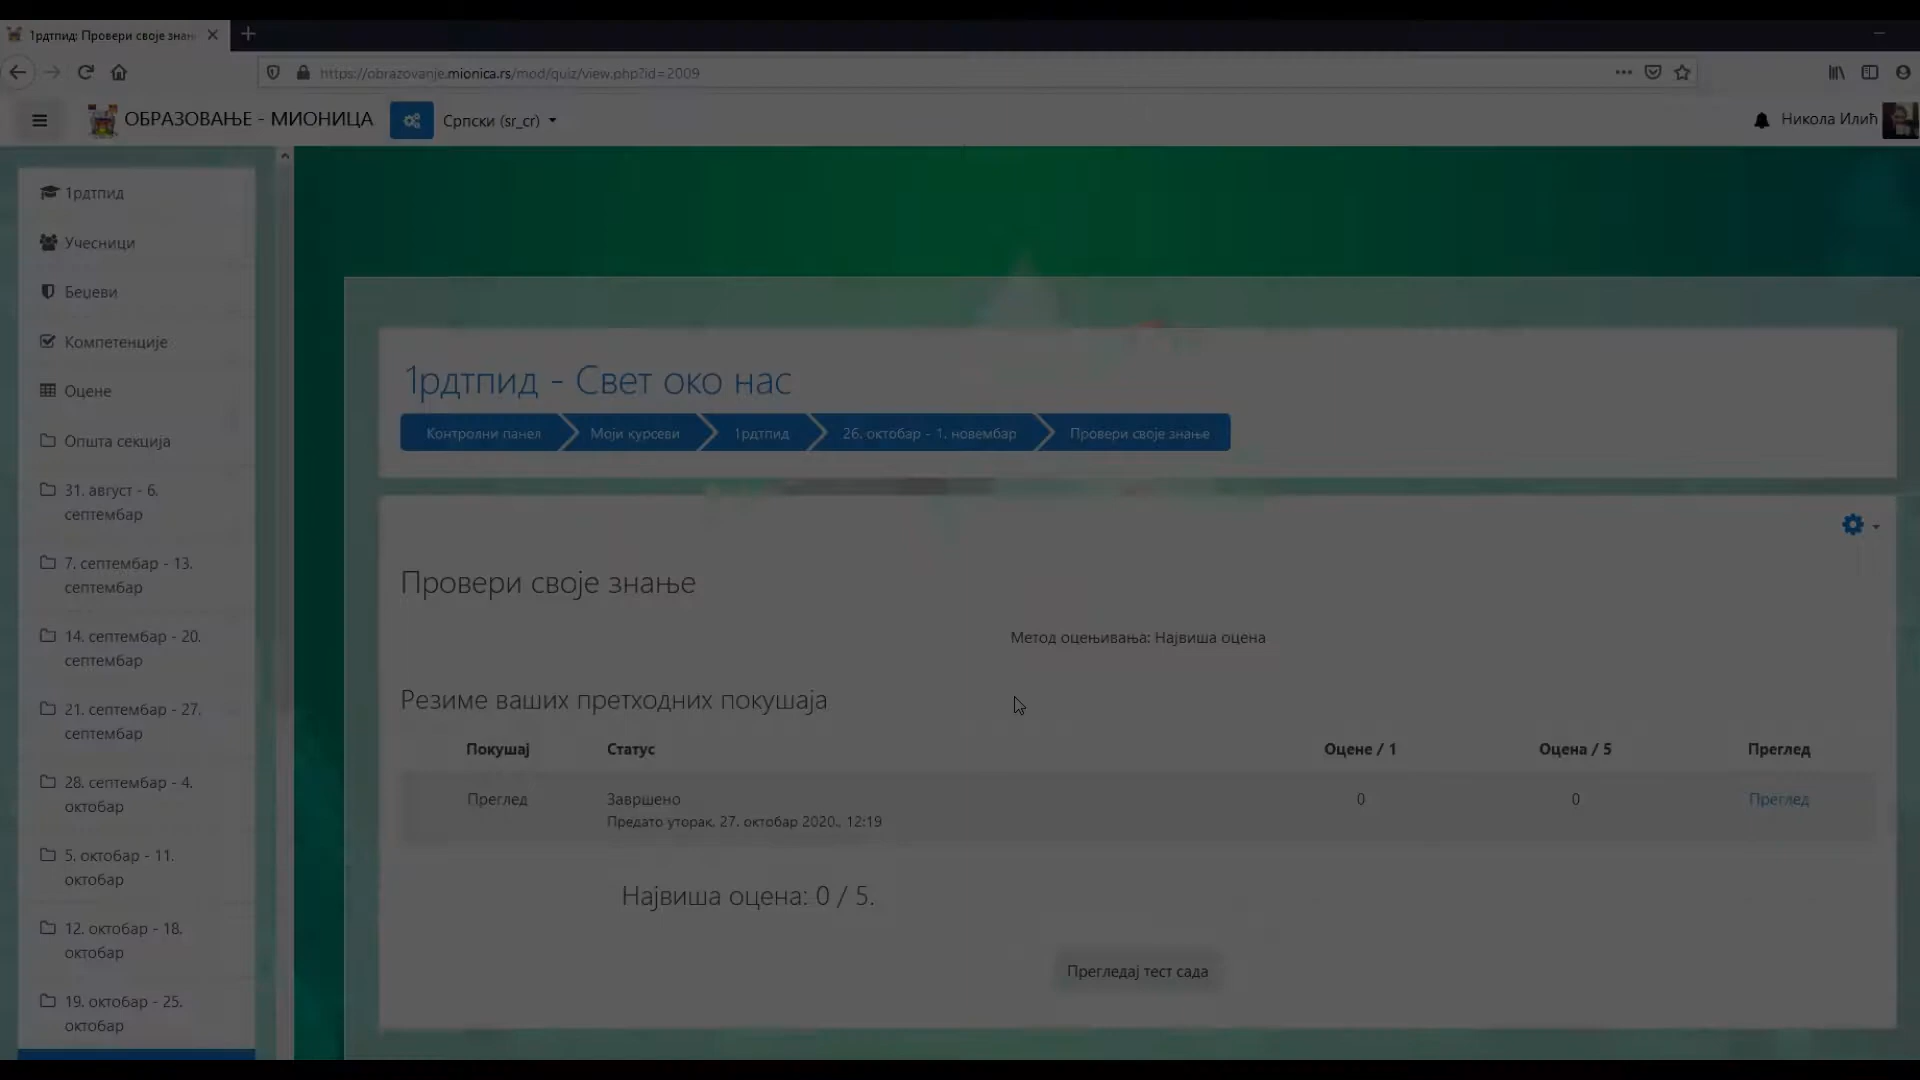 1рдтпид: Провери своје знањ
https://obrazovanje.mionica.rs/mod/quiz/view.php?id=2009
ОБРАЗОВАЊЕ - МИОНИЦА
Српски (sr_cr)
Никола Илић
1рдтпид
Учесници
Беџеви
Компетенције
Оцене
Општа секција
31. август - 6.
септембар
7. септембар - 13.
септембар
14. септембар - 20.
септембар
21. септембар - 27.
септембар
28. септембар - 4.
октобар
5. октобар - 11.
октобар
12. октобар - 18.
октобар
19. октобар - 25.
октобар
1рдтпид - Свет око нас
Контролни панел
Моји курсеви
1рдтпид
26. октобар - 1. новембар
Провери своје знање
Провери своје знање
Метод оцењивања: Највиша оцена
Резиме ваших претходних покушаја
Покушај Статус Оцене / 1 Оцена / 5 Преглед
Преглед Завршено 0 0 Преглед
Предато уторак, 27. октобар 2020., 12:19
Највиша оцена: 0 / 5.
Прегледај тест сада